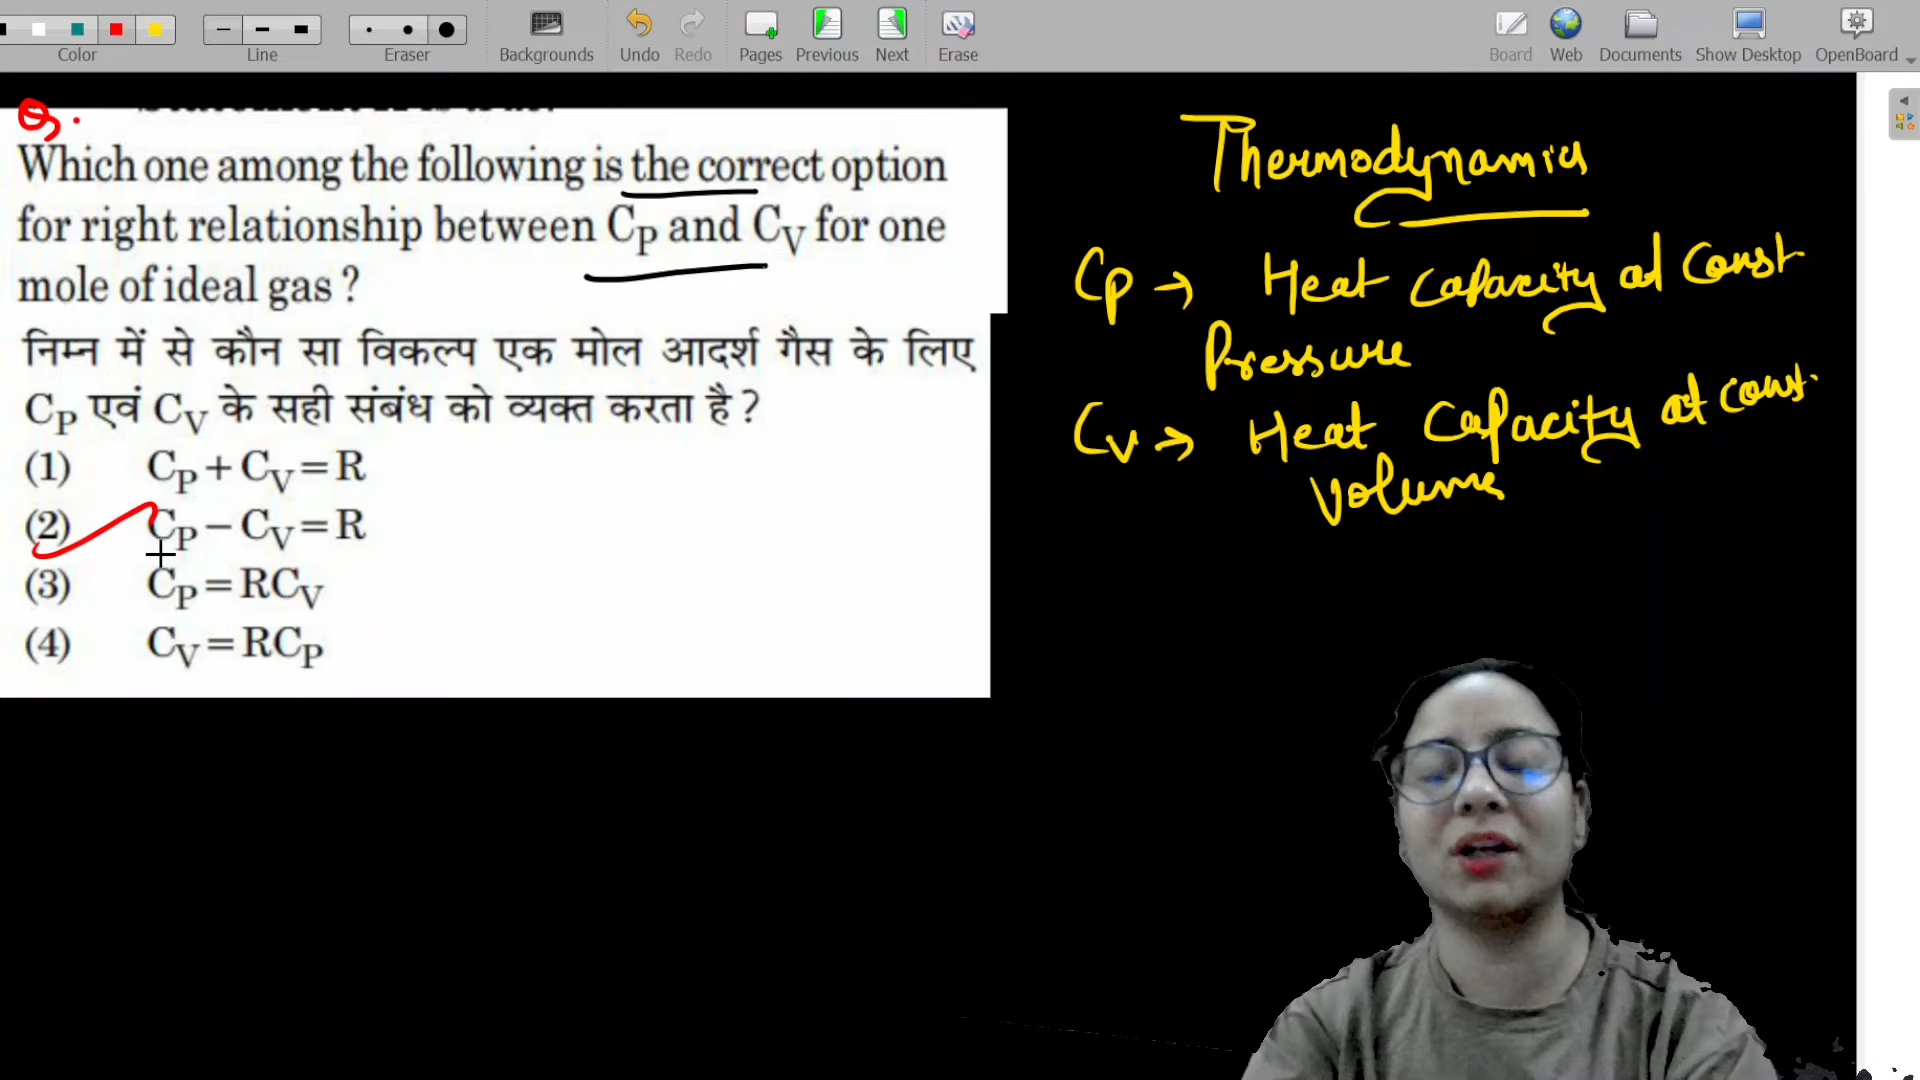 Color
Line
Eraser
Backgrounds
Undo
Redo
Pages
Previous
Next
Erase
Board
Web
Documents
Show Desktop
OpenBoard
Q.
Which one among the following is the correct option
for right relationship between CP and CV for one
mole of ideal gas ?
निम्न में से कौन सा विकल्प एक मोल आदर्श गैस के लिए
CP एवं CV के सही संबंध को व्यक्त करता है ?
(1) CP + CV = R
(2) CP − CV = R
(3) CP = RCV
(4) CV = RCP
Thermodynamics
Cp → Heat Capacity at Const
Pressure
Cv → Heat Capacity at const.
Volume